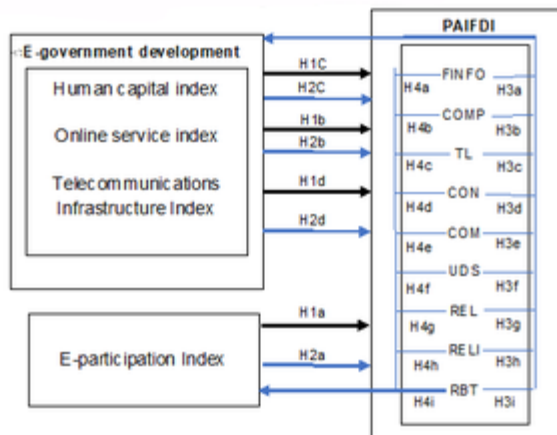 E-government development
Human capital index
Online service index
Telecommunications
Infrastructure Index
E-participation Index
H1C
H2C
H1b
H2b
H1d
H2d
H1a
H2a
PAIFDI
FINFO
H4a H3a
COMP
H4b H3b
TL
H4c H3c
CON
H4d H3d
COM
H4e H3e
UDS
H4f H3f
REL
H4g H3g
RELI
H4h H3h
RBT
H4i H3i